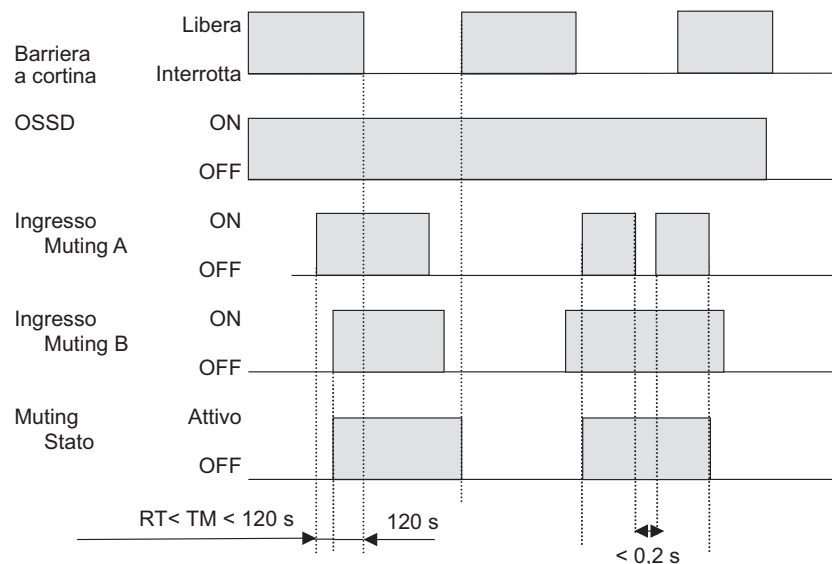 Libera
Barriera
a cortina
Interrotta
OSSD
ON
OFF
Ingresso
Muting A
ON
OFF
Ingresso
Muting B
ON
OFF
Muting
Stato
Attivo
OFF
RT< TM < 120 s
120 s
< 0,2 s